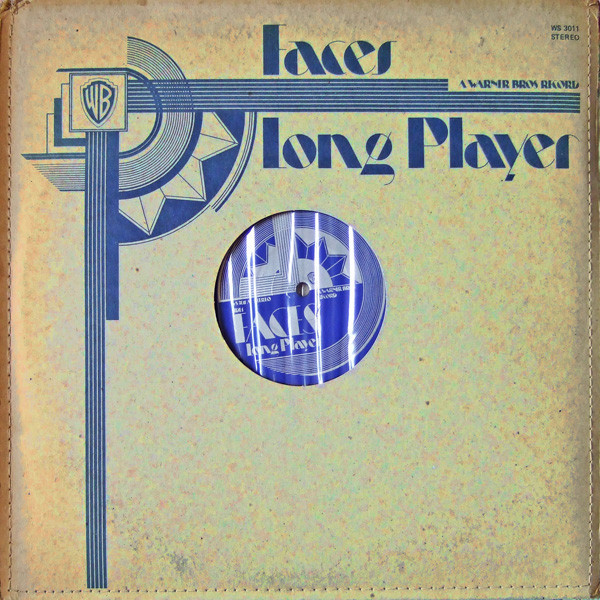 WS 3011
STEREO
Faces
A WARNER BROS. RECORD
WB
Long Player
FACES
Long Player